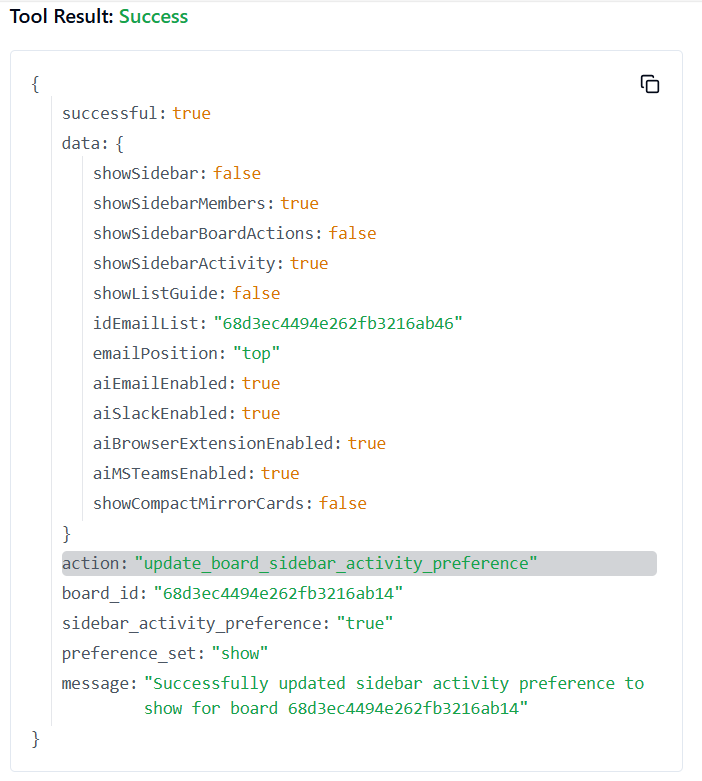 Tool Result: Success
{
successful: true
data: {
showSidebar: false
showSidebarMembers: true
showSidebarBoardActions: false
showSidebarActivity: true
showListGuide: false
idEmailList: "68d3ec4494e262fb3216ab46"
emailPosition: "top"
aiEmailEnabled: true
aiSlackEnabled: true
aiBrowserExtensionEnabled: true
aiMSTeamsEnabled: true
showCompactMirrorCards: false
}
action: "update_board_sidebar_activity_preference"
board_id: "68d3ec4494e262fb3216ab14"
sidebar_activity_preference: "true"
preference_set: "show"
message: "Successfully updated sidebar activity preference to
show for board 68d3ec4494e262fb3216ab14"
}